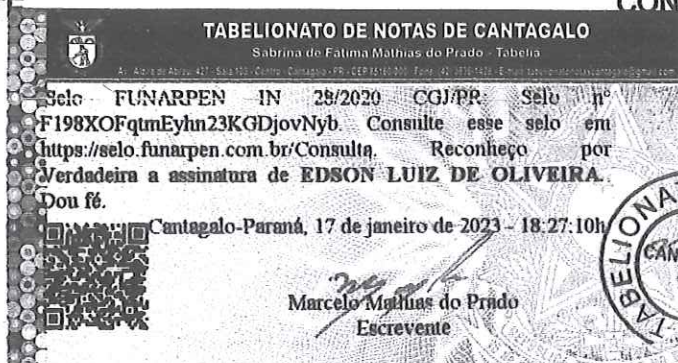 CON
TABELIONATO DE NOTAS DE CANTAGALO
Sabrina de Fatima Mathias do Prado - Tabeliã
Selo FUNARPEN IN 28/2020 CGJ/PR Selo nº
F198XOFqtmEyhn23KGDjovNyb. Consulte esse selo em
https://selo.funarpen.com.br/Consulta. Reconheço por
Verdadeira a assinatura de EDSON LUIZ DE OLIVEIRA.
Dou fé.
Cantagalo-Paraná, 17 de janeiro de 2023 - 18:27:10h
Marcelo Mathias do Prado
Escrevente
TABELIONA
CAN